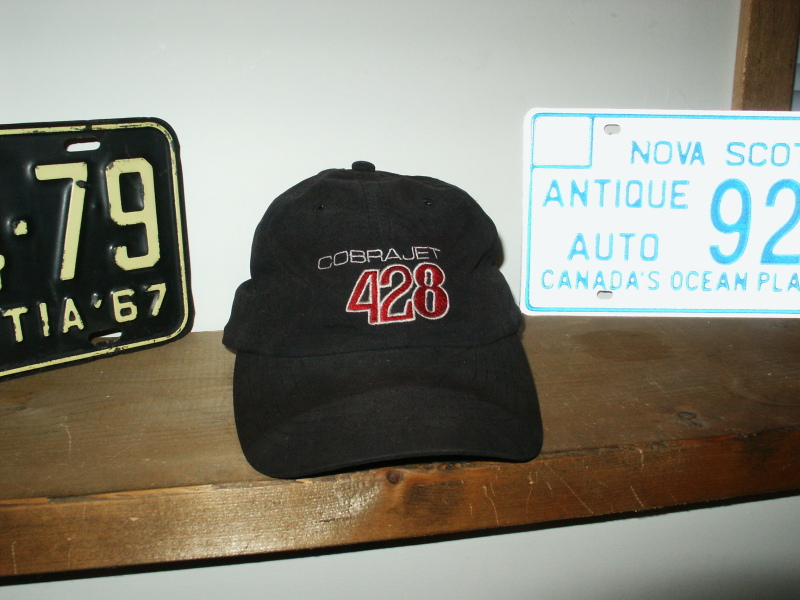 79
TIA '67
COBRAJET
428
NOVA SCOT
ANTIQUE
AUTO
92
CANADA'S OCEAN PLA